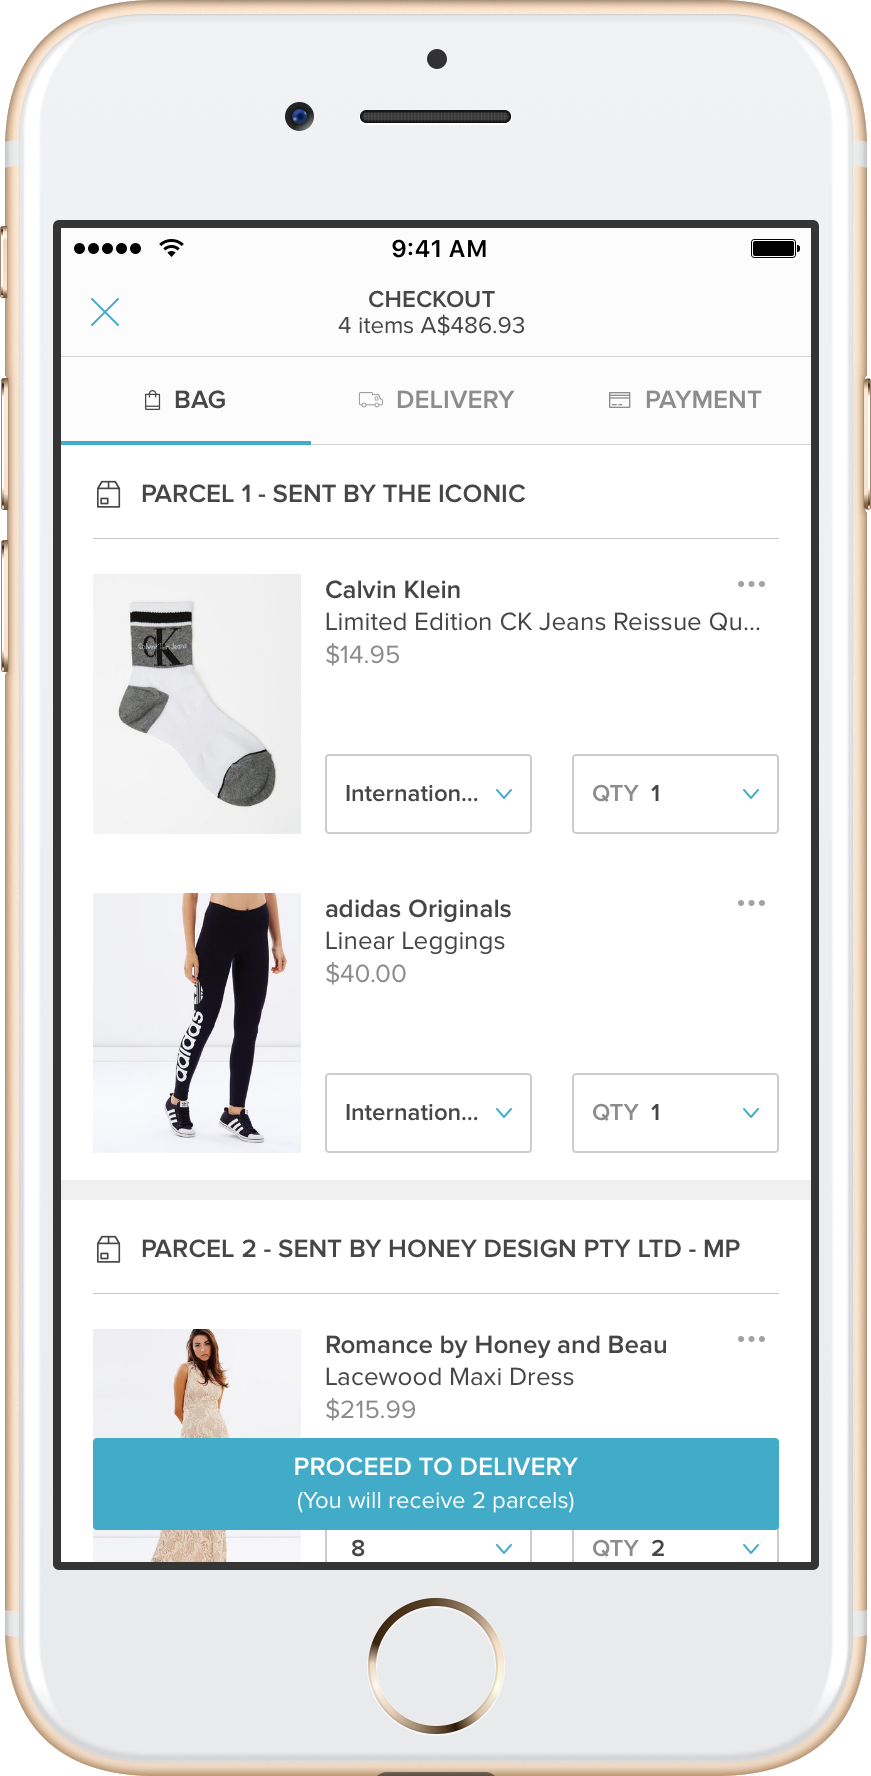 9:41 AM
CHECKOUT
4 items A$486.93
BAG
DELIVERY
PAYMENT
PARCEL 1 - SENT BY THE ICONIC
Calvin Klein
Limited Edition CK Jeans Reissue Qu...
$14.95
cK
Calvin Klein Jeans
Internation...
QTY 1
adidas Originals
Linear Leggings
$40.00
adidas
Internation...
QTY 1
PARCEL 2 - SENT BY HONEY DESIGN PTY LTD - MP
Romance by Honey and Beau
Lacewood Maxi Dress
$215.99
PROCEED TO DELIVERY
(You will receive 2 parcels)
8
QTY 2